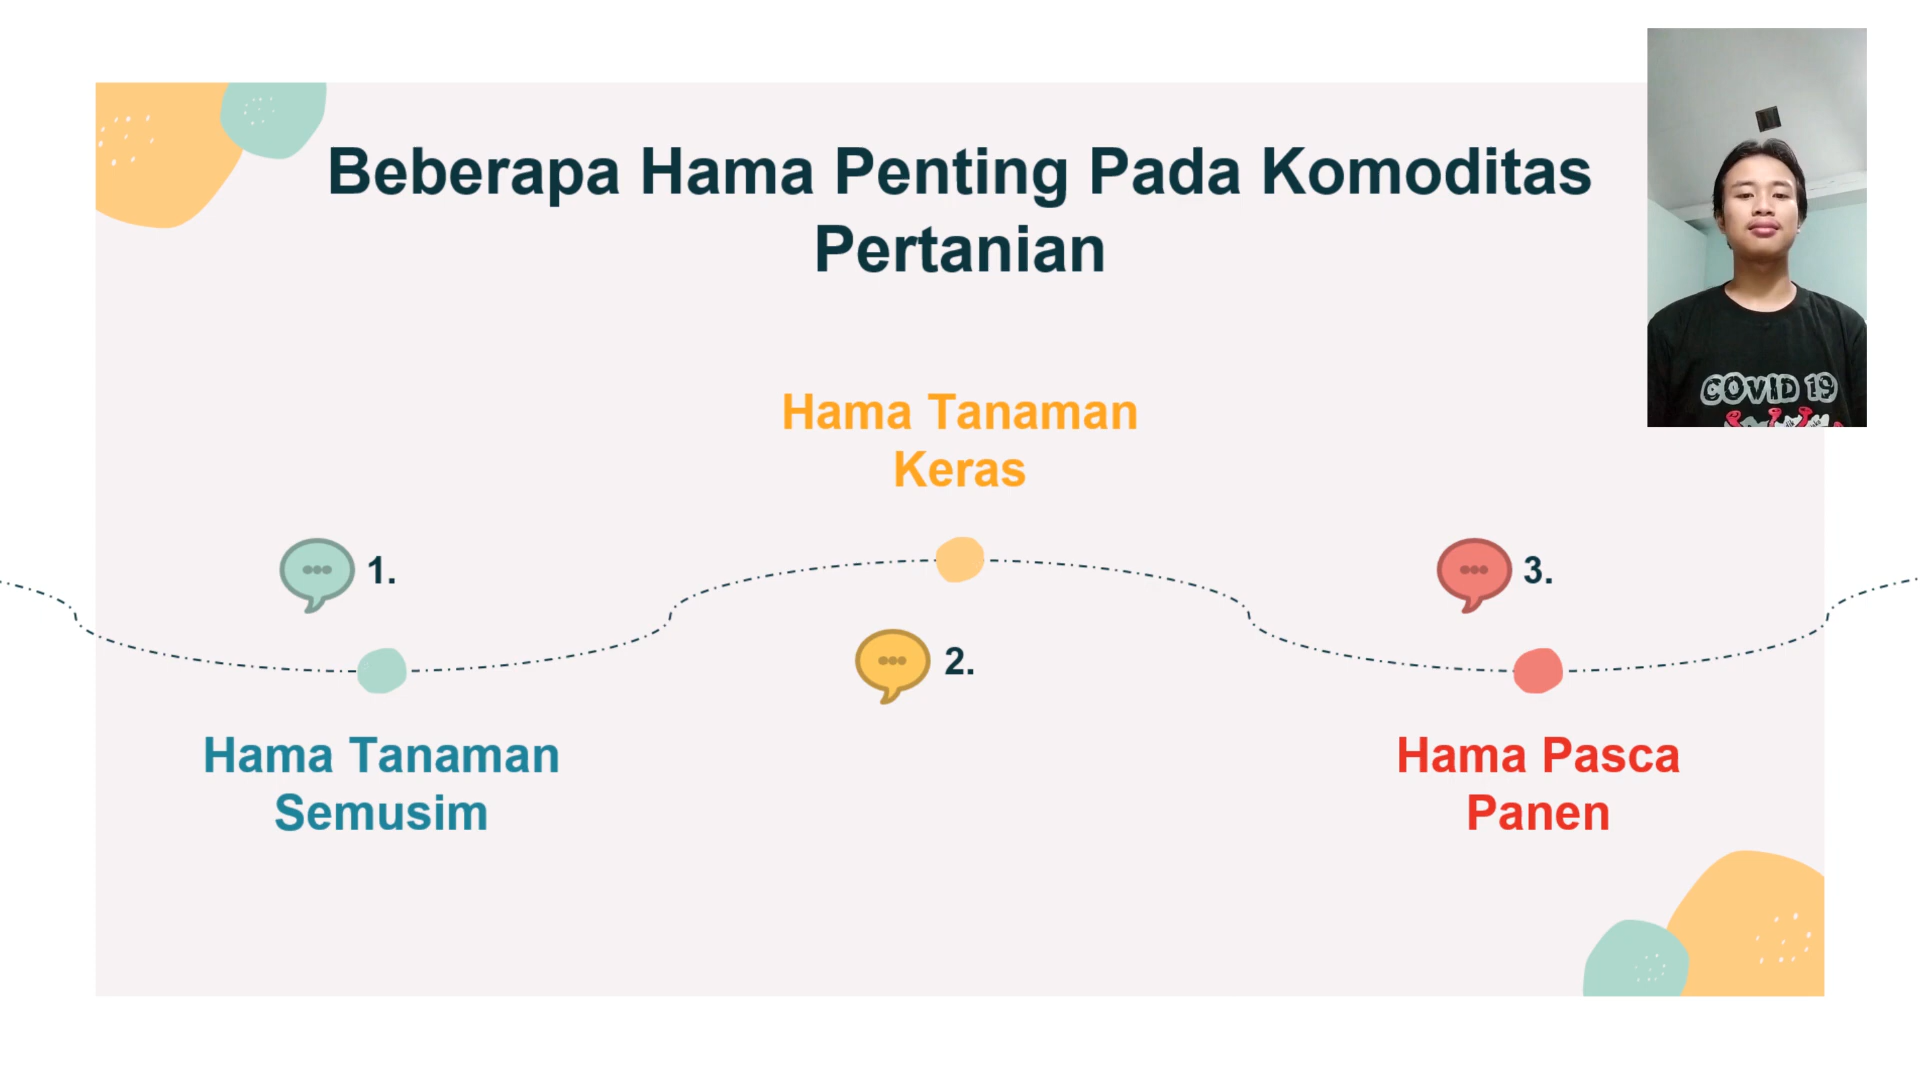 Beberapa Hama Penting Pada Komoditas
Pertanian
COVID 19
Hama Tanaman
Keras
1.
3.
2.
Hama Tanaman
Semusim
Hama Pasca
Panen